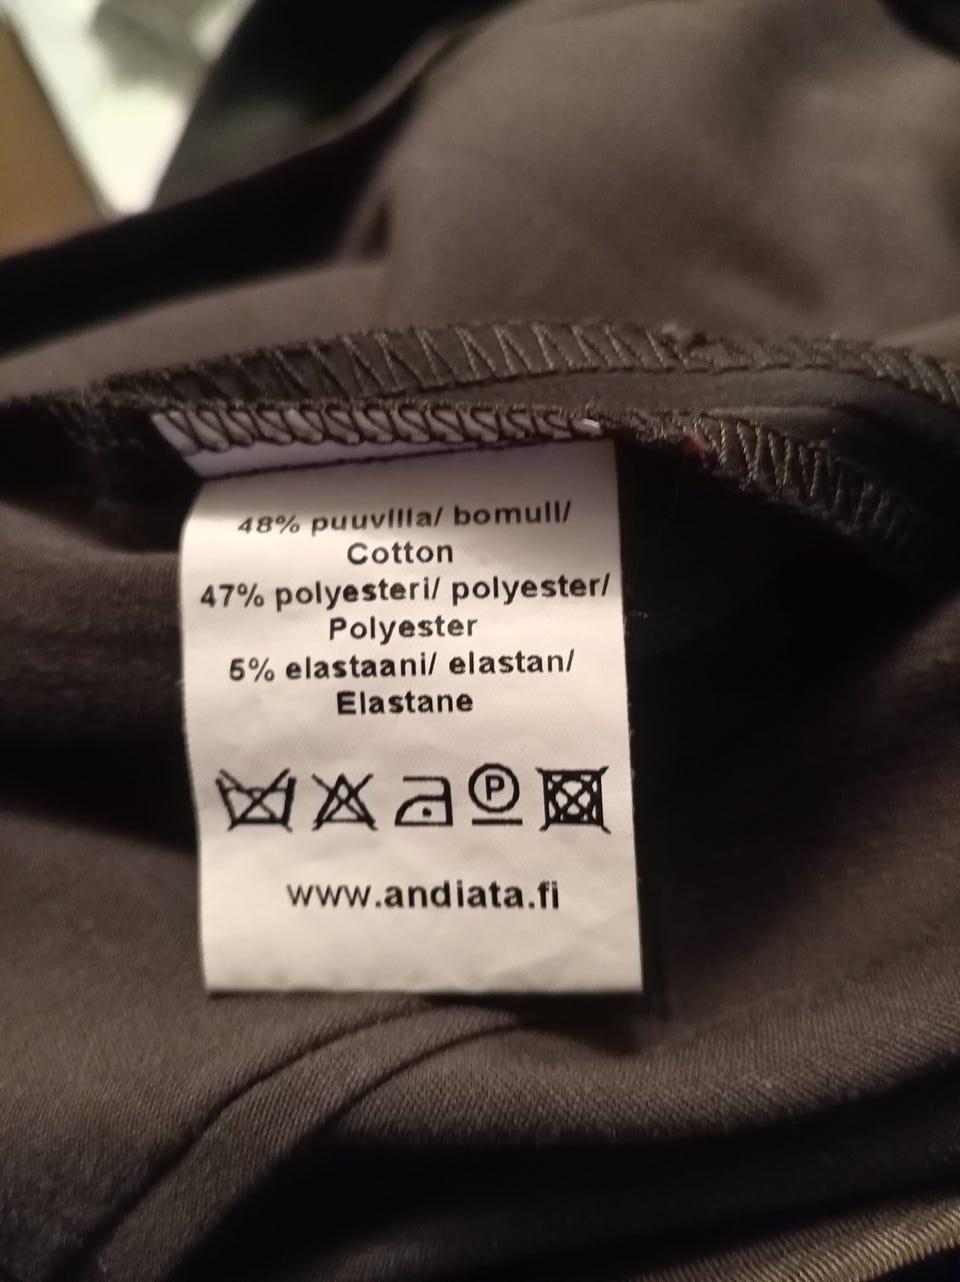 48% puuvilla/ bomull/
Cotton
47% polyesteri/ polyester/
Polyester
5% elastaani/ elastan/
Elastane
P
www.andiata.fi